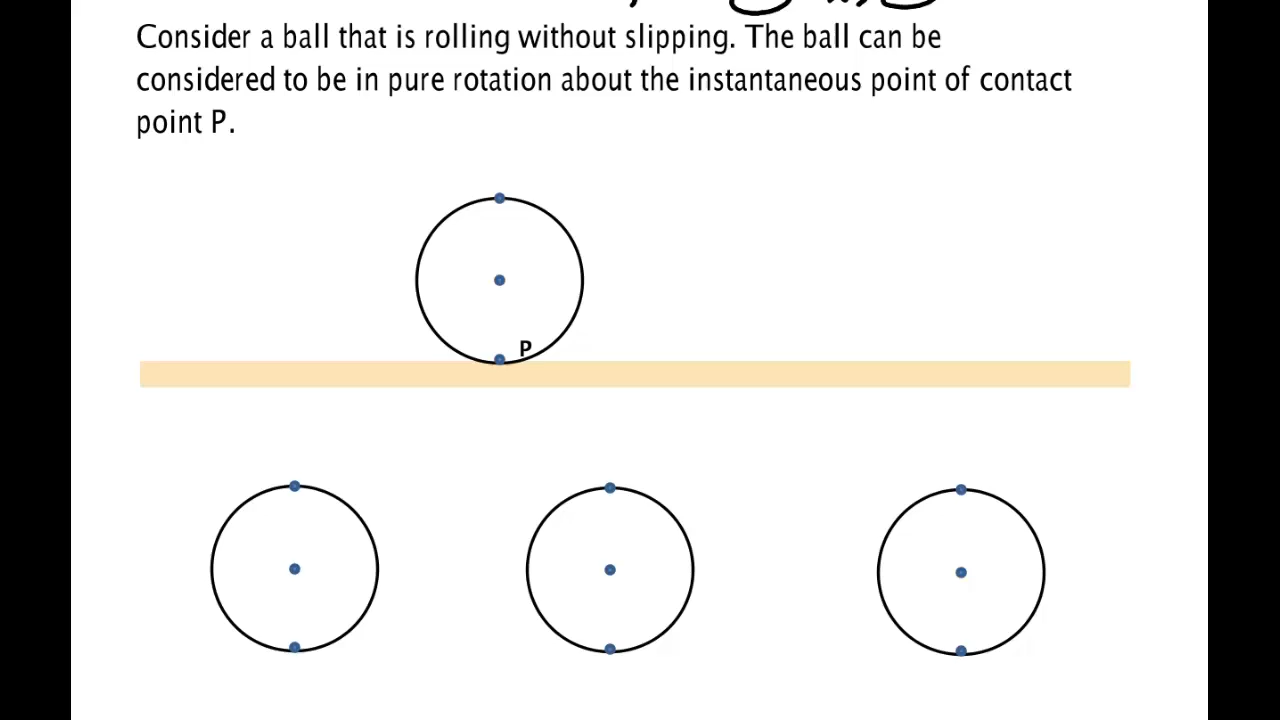 Consider a ball that is rolling without slipping. The ball can be
considered to be in pure rotation about the instantaneous point of contact
point P.
P